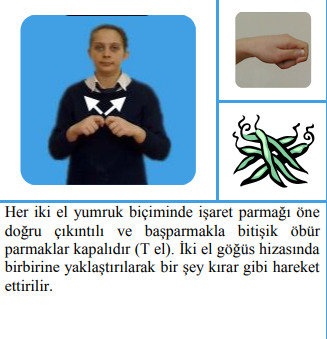 Her iki el yumruk biçiminde işaret parmağı öne
doğru çıkıntılı ve başparmakla bitişik öbür
parmaklar kapalıdır (T el). İki el göğüs hizasında
birbirine yaklaştırılarak bir şey kırar gibi hareket
ettirilir.